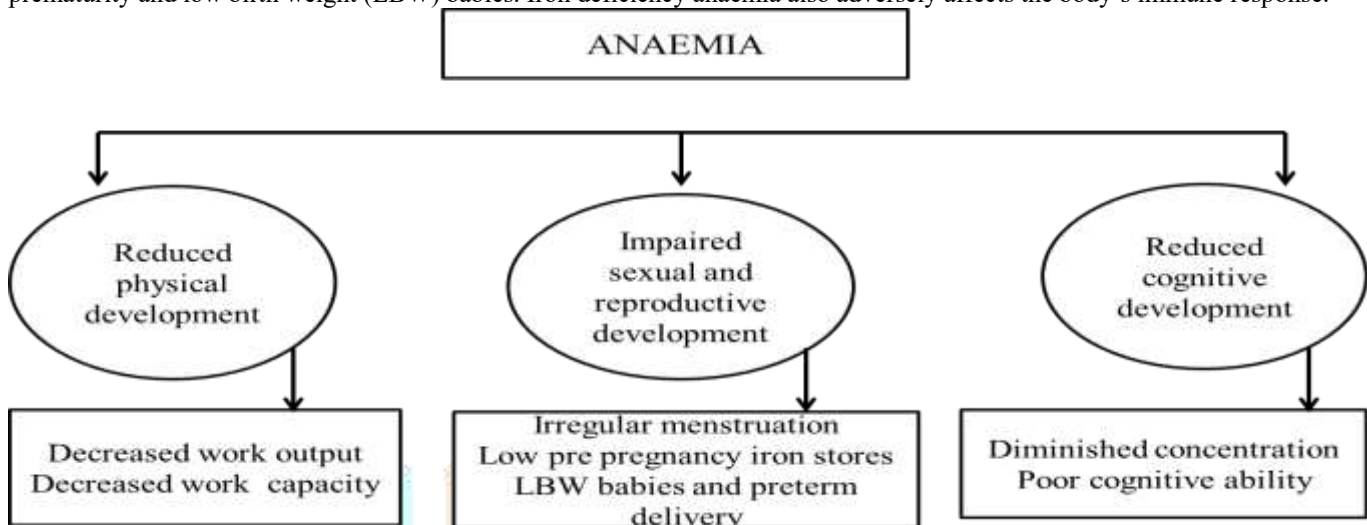 prematurity and low birth weight (LBW) babies. Iron deficiency anaemia also adversely affects the body's immune response.
ANAEMIA
Reduced
physical
development
Impaired
sexual and
reproductive
development
Reduced
cognitive
development
Decreased work output
Decreased work capacity
Irregular menstruation
Low pre pregnancy iron stores
LBW babies and preterm
delivery
Diminished concentration
Poor cognitive ability